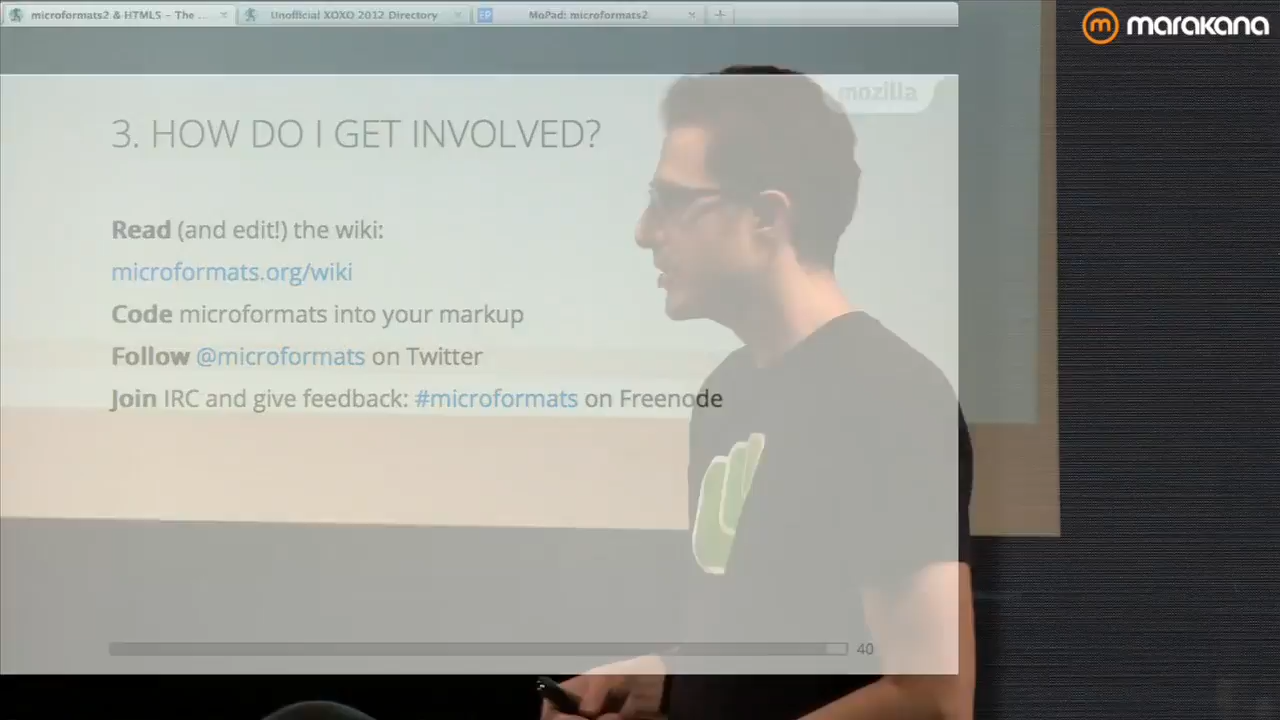 microformats2 & HTML5 - The ...
Unofficial XOXO 2012 Directory
EP
MoPad: microformats2
marakana
mozilla
3. HOW DO I GET INVOLVED?
Read (and edit!) the wiki:
microformats.org/wiki
Code microformats into your markup
Follow @microformats on Twitter
Join IRC and give feedback: #microformats on Freenode
40